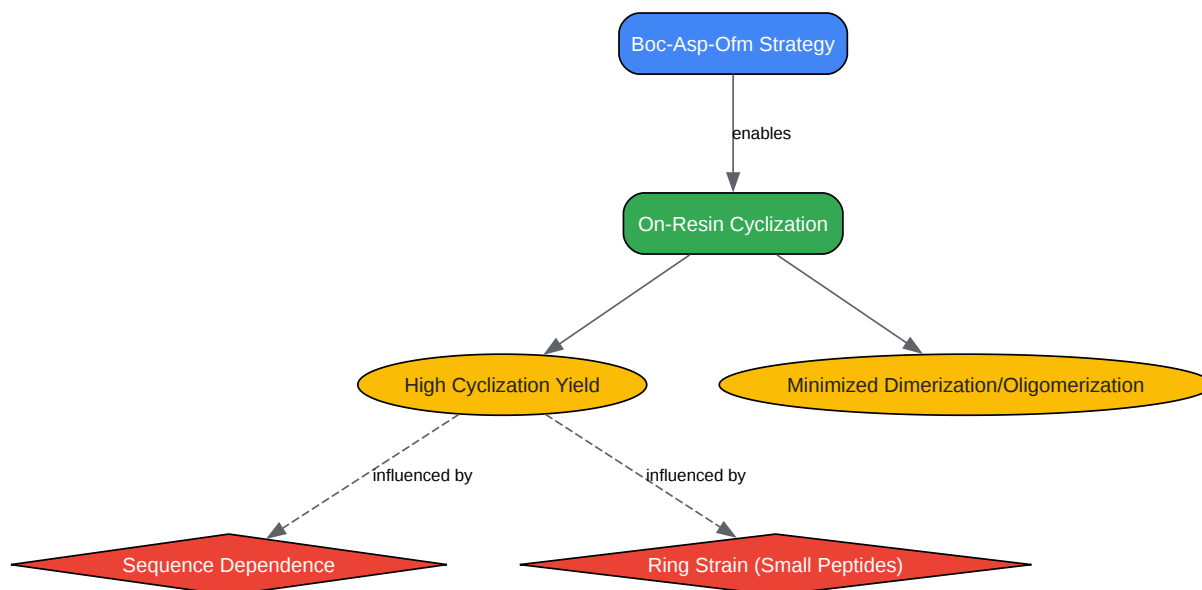 Boc-Asp-Ofm Strategy
enables
On-Resin Cyclization
High Cyclization Yield
Minimized Dimerization/Oligomerization
influenced by
influenced by
Sequence Dependence
Ring Strain (Small Peptides)